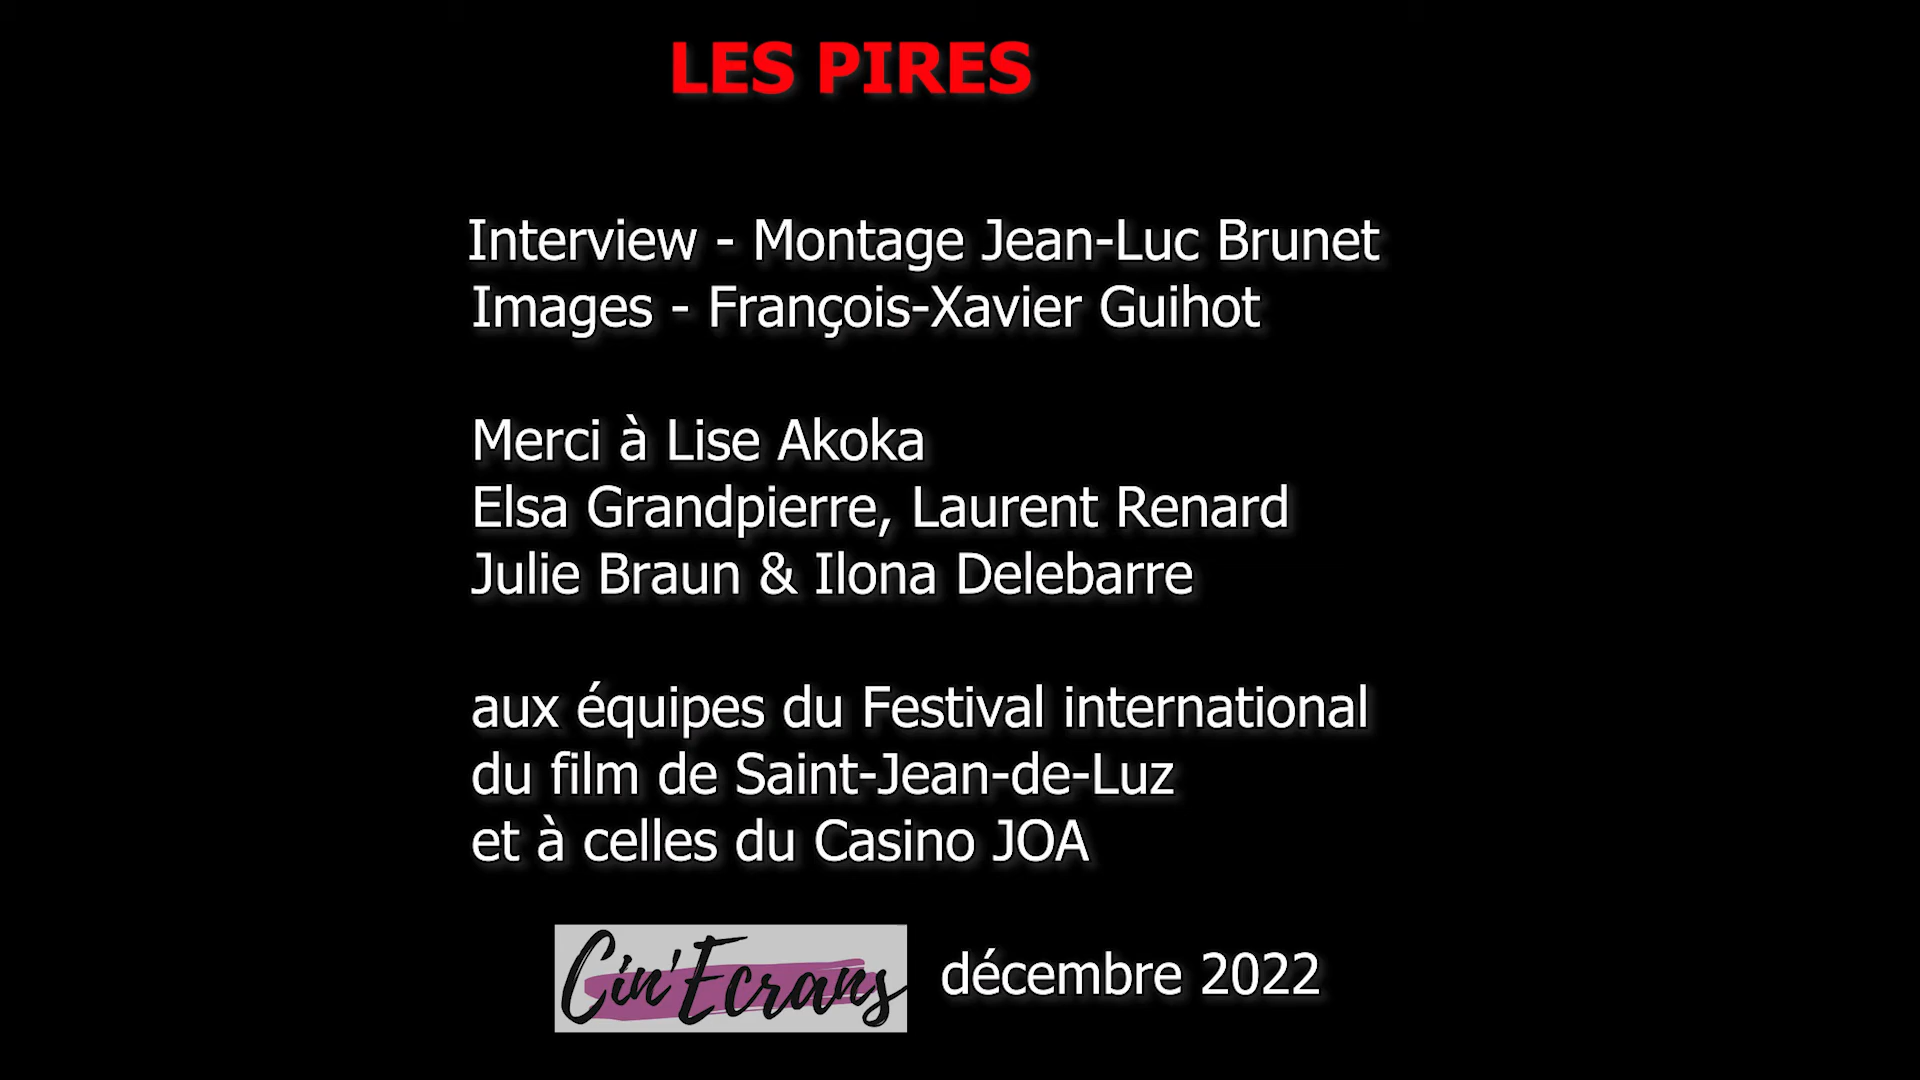 LES PIRES
Interview - Montage Jean-Luc Brunet
Images - François-Xavier Guihot
Merci à Lise Akoka
Elsa Grandpierre, Laurent Renard
Julie Braun & Ilona Delebarre
aux équipes du Festival international
du film de Saint-Jean-de-Luz
et à celles du Casino JOA
Cin'Ecrans décembre 2022